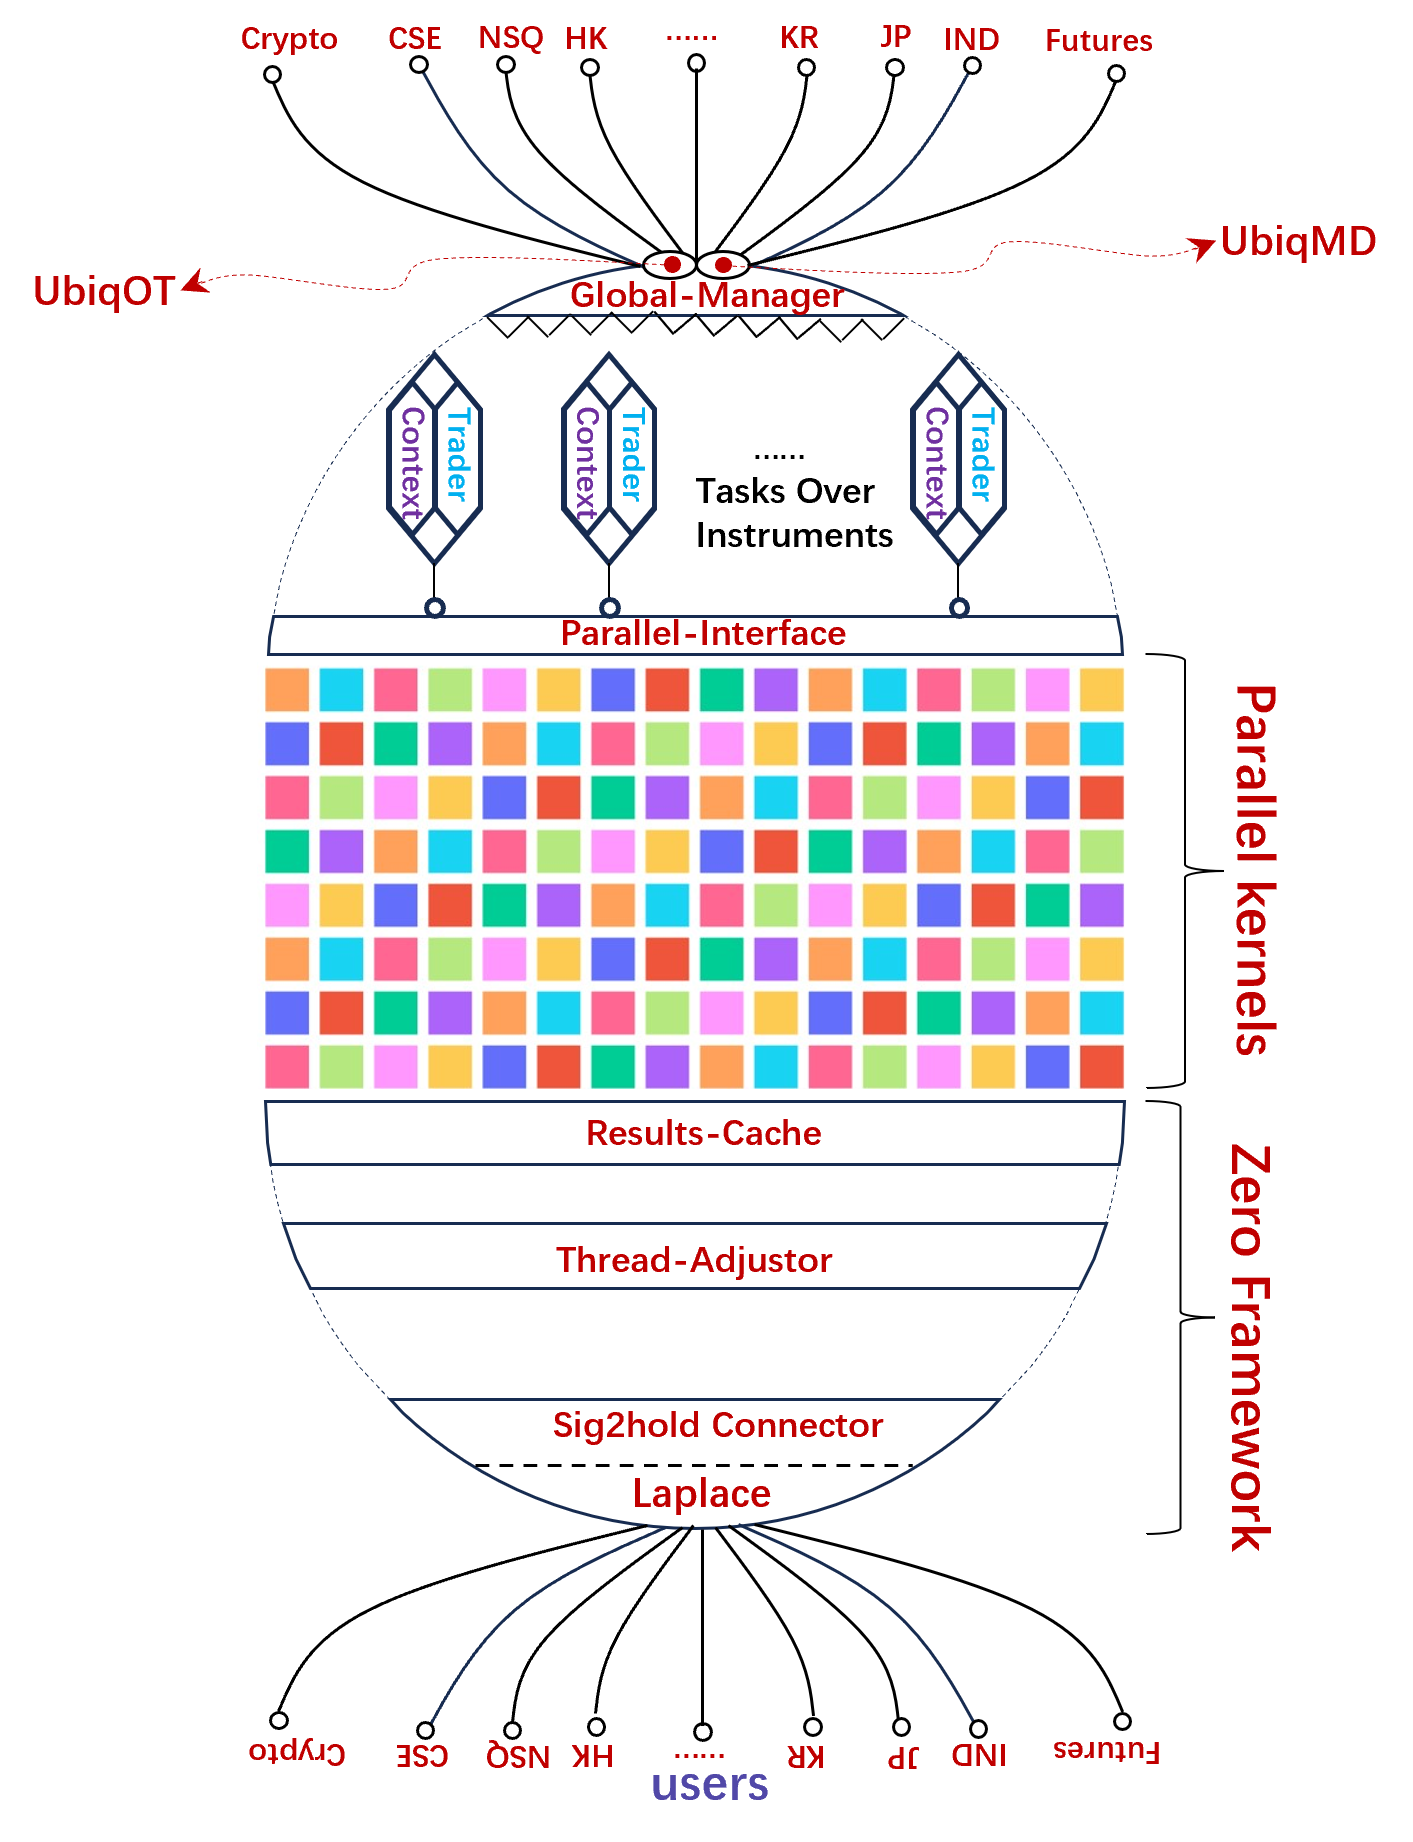 Crypto
CSE
NSQ
HK
......
KR
JP
IND
Futures
UbiqMD
UbiqOT
Global-Manager
Context
Trader
Context
Trader
......
Tasks Over
Instruments
Context
Trader
Parallel-Interface
Parallel kernels
Results-Cache
Thread-Adjustor
Zero Framework
Sig2hold Connector
Laplace
Crypto
CSE
NSQ
HK
......
KR
JP
IND
Futures
users